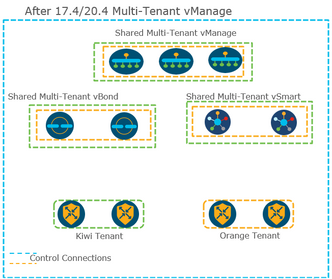 After 17.4/20.4 Multi-Tenant vManage
Shared Multi-Tenant vManage
Shared Multi-Tenant vBond
Shared Multi-Tenant vSmart
Kiwi Tenant
Orange Tenant
Control Connections